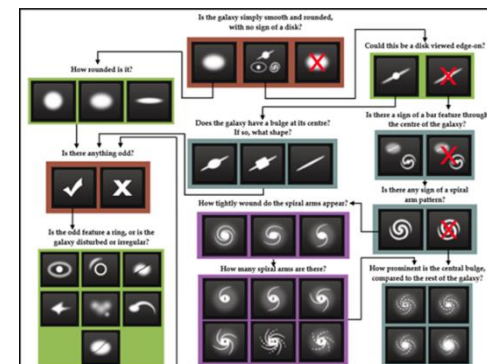 Is the galaxy simply smooth and rounded,
with no sign of a disk?
Could this be a disk viewed edge-on?
How rounded is it?
Does the galaxy have a bulge at its centre?
If so, what shape?
Is there a sign of a bar feature through
the centre of the galaxy?
Is there anything odd?
Is there any sign of a spiral
arm pattern?
How tightly wound do the spiral arms appear?
Is the odd feature a ring, or is the
galaxy disturbed or irregular?
How many spiral arms are there?
How prominent is the central bulge,
compared to the rest of the galaxy?